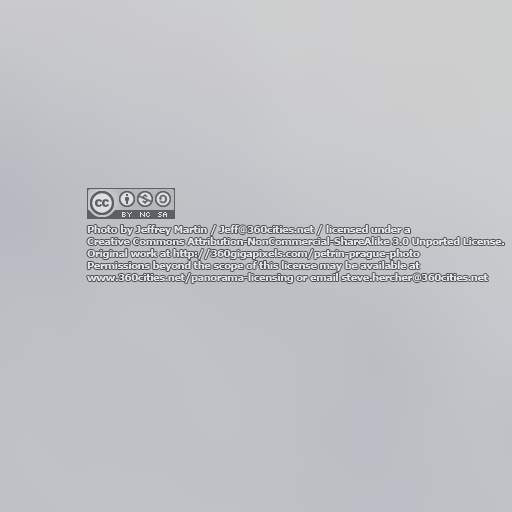 cc
BY NC SA
Photo by Jeffrey Martin / Jeff@360cities.net / licensed under a
Creative Commons Attribution-NonCommercial-ShareAlike 3.0 Unported License.
Original work at http://360gigapixels.com/petrin-prague-photo
Permissions beyond the scope of this license may be available at
www.360cities.net/panorama-licensing or email steve.hercher@360cities.net